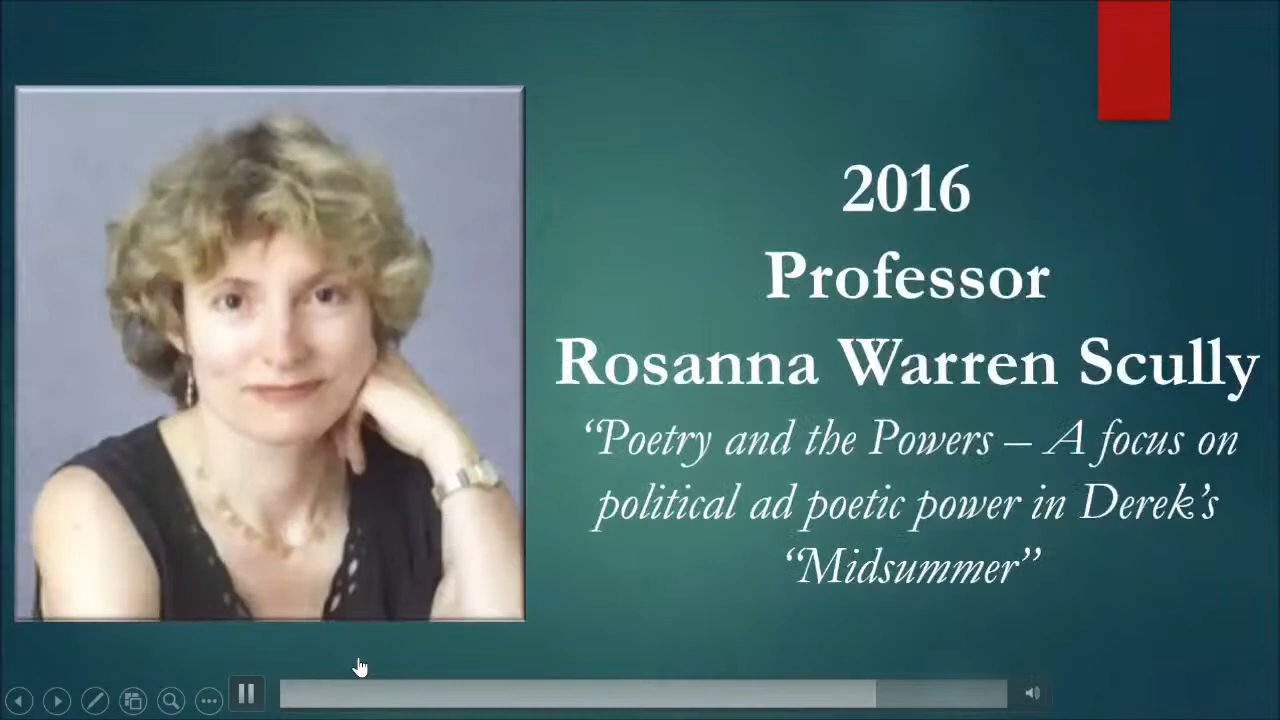 2016
Professor
Rosanna Warren Scully
“Poetry and the Powers – A focus on
political ad poetic power in Derek’s
“Midsummer”